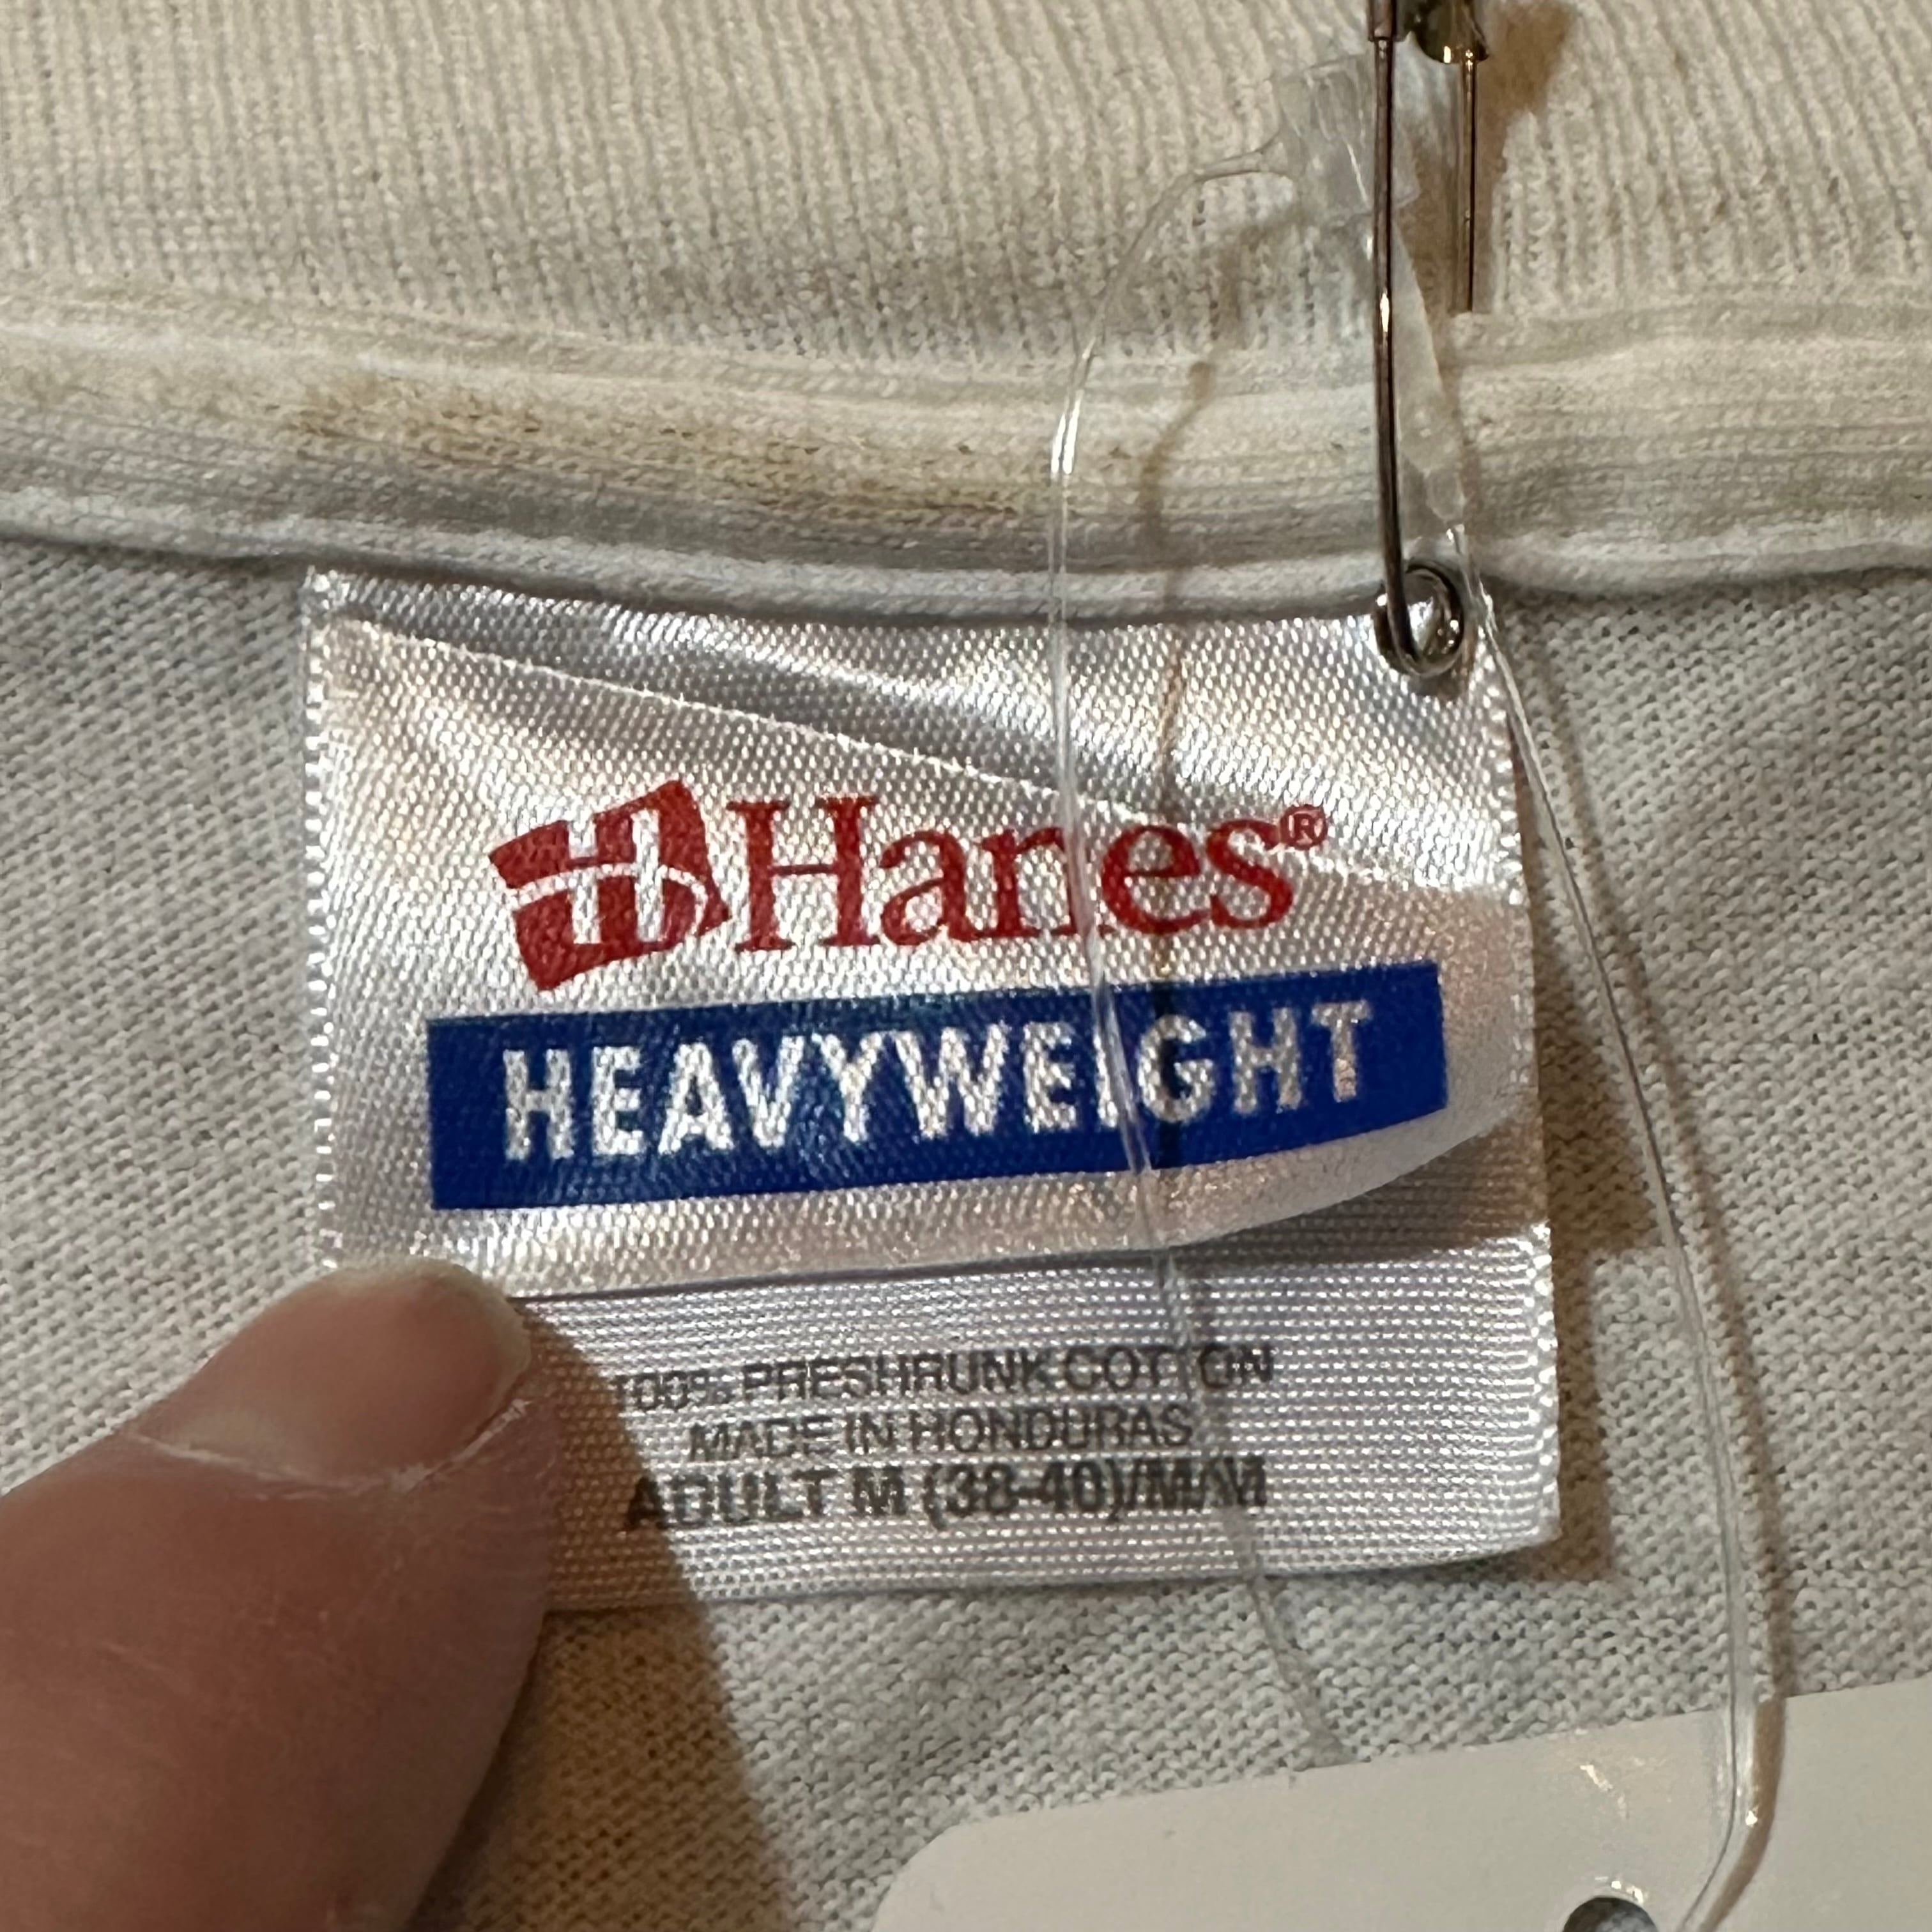 Hanes®
HEAVYWEIGHT
100% PRESHRUNK COTTON
MADE IN HONDURAS
ADULT M (38-40)/M/M